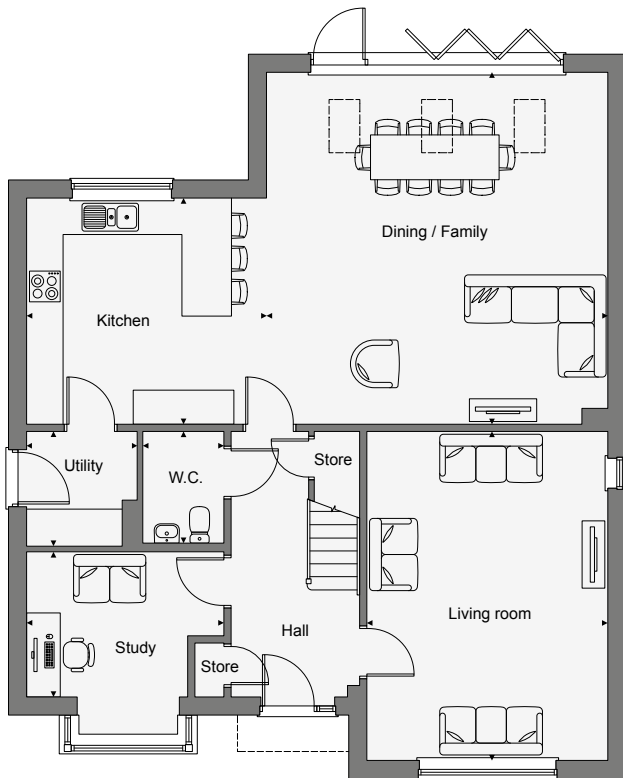 Dining / Family
Kitchen
Utility
W.C.
Store
Living room
Hall
Study
Store